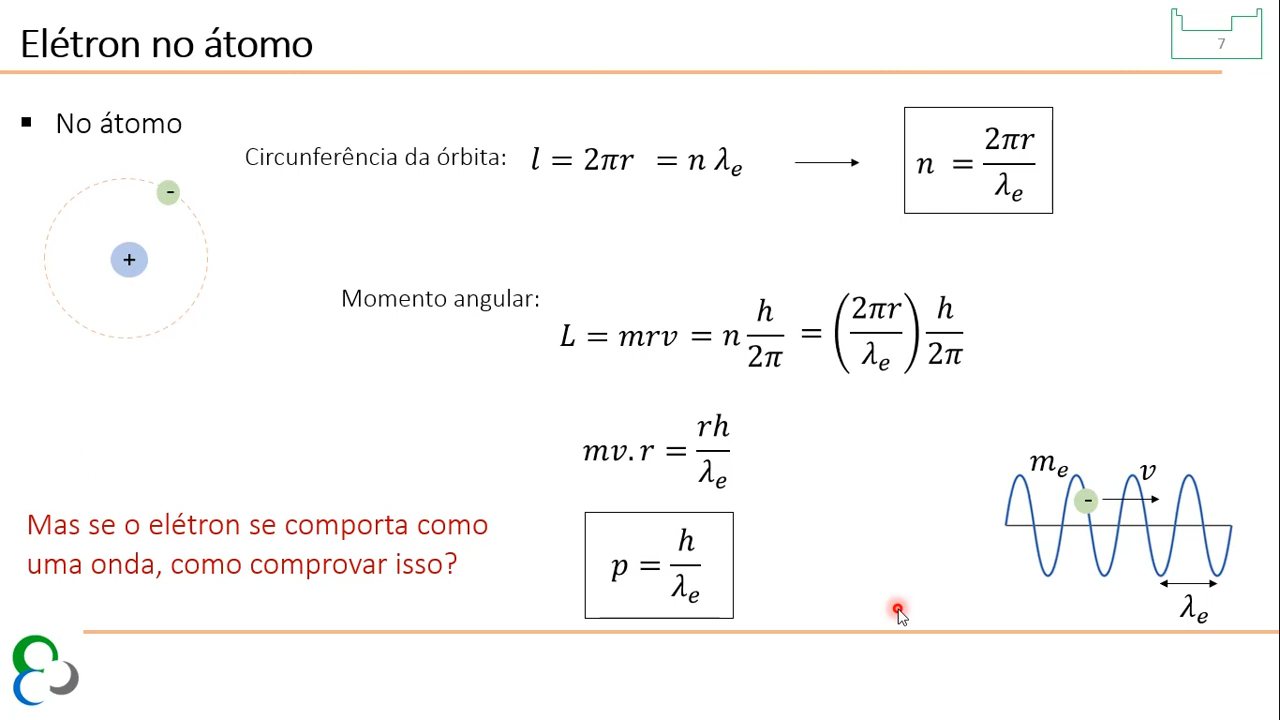 Elétron no átomo
7
▪ No átomo
Circunferência da órbita: l = 2πr = n λₑ ⟶ n = 2πr/λₑ
-
+
Momento angular: L = mrv = n h/2π = (2πr/λₑ) h/2π
mv.r = rh/λₑ
mₑ v
-
Mas se o elétron se comporta como
uma onda, como comprovar isso?
p = h/λₑ
λₑ